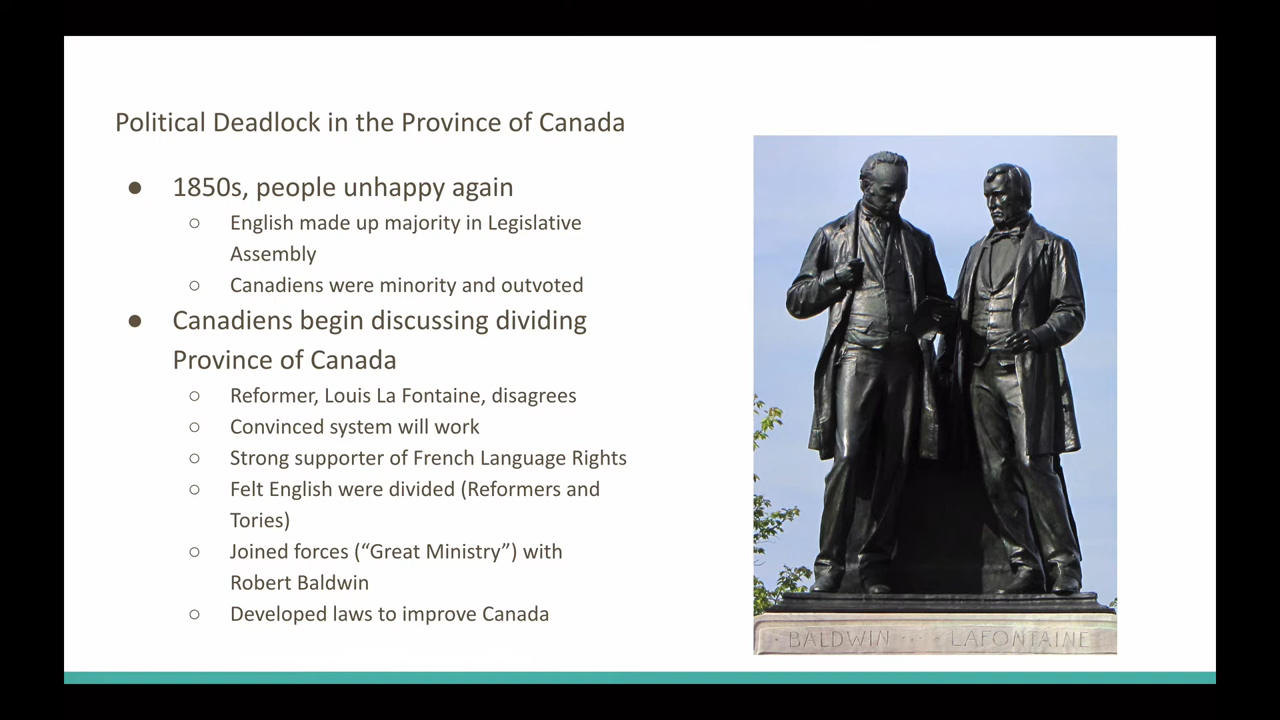 Political Deadlock in the Province of Canada
● 1850s, people unhappy again
○ English made up majority in Legislative
Assembly
○ Canadiens were minority and outvoted
● Canadiens begin discussing dividing
Province of Canada
○ Reformer, Louis La Fontaine, disagrees
○ Convinced system will work
○ Strong supporter of French Language Rights
○ Felt English were divided (Reformers and
Tories)
○ Joined forces (“Great Ministry”) with
Robert Baldwin
○ Developed laws to improve Canada
· BALDWIN ··· LAFONTAINE ·